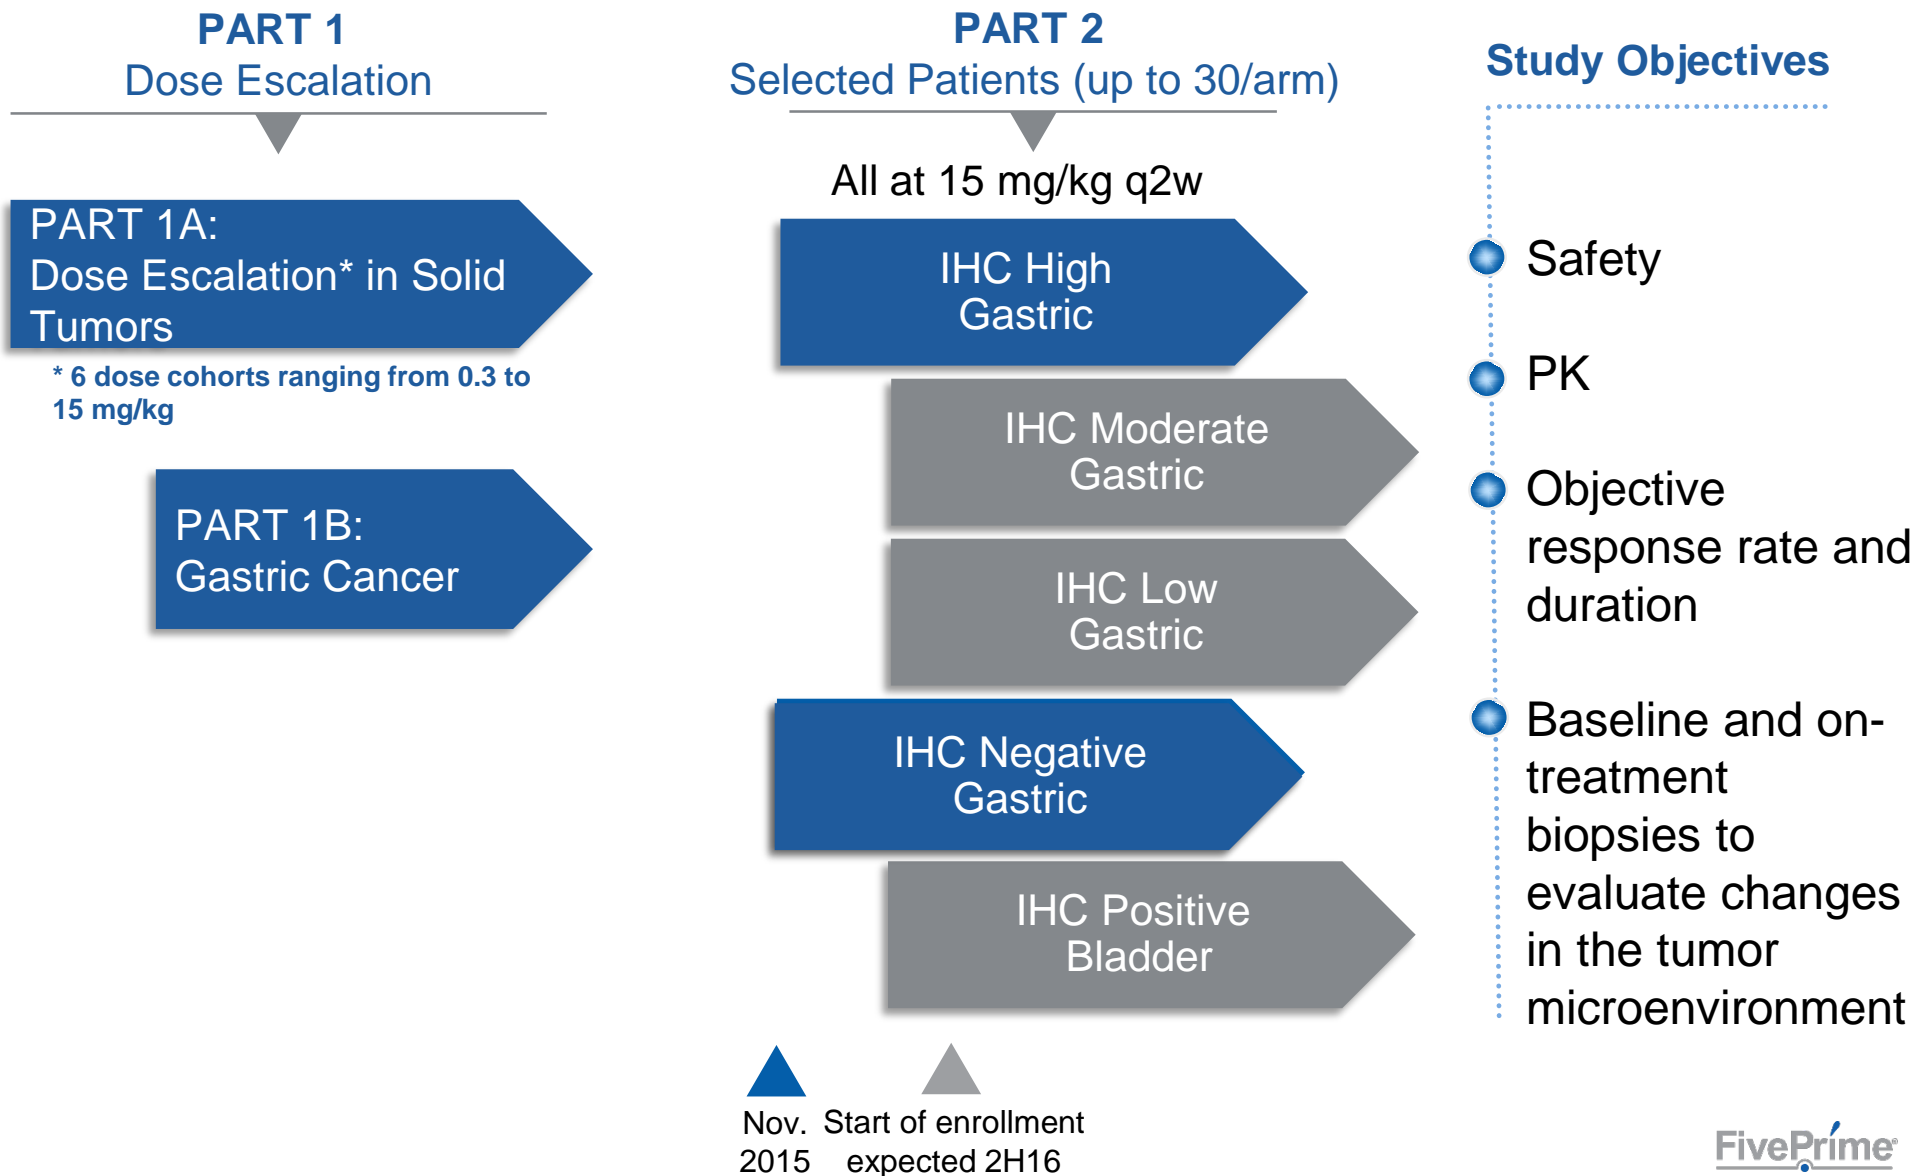 PART 1
Dose Escalation
PART 1A:
Dose Escalation* in Solid
Tumors
* 6 dose cohorts ranging from 0.3 to
15 mg/kg
PART 1B:
Gastric Cancer
PART 2
Selected Patients (up to 30/arm)
All at 15 mg/kg q2w
IHC High
Gastric
IHC Moderate
Gastric
IHC Low
Gastric
IHC Negative
Gastric
IHC Positive
Bladder
Nov.
2015
Start of enrollment
expected 2H16
Study Objectives
Safety
PK
Objective
response rate and
duration
Baseline and on-
treatment
biopsies to
evaluate changes
in the tumor
microenvironment
FivePrime®